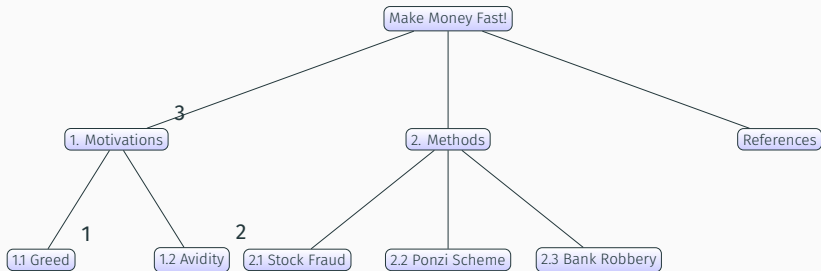 Make Money Fast!
3
1. Motivations
2. Methods
References
1
2
1.1 Greed
1.2 Avidity
2.1 Stock Fraud
2.2 Ponzi Scheme
2.3 Bank Robbery